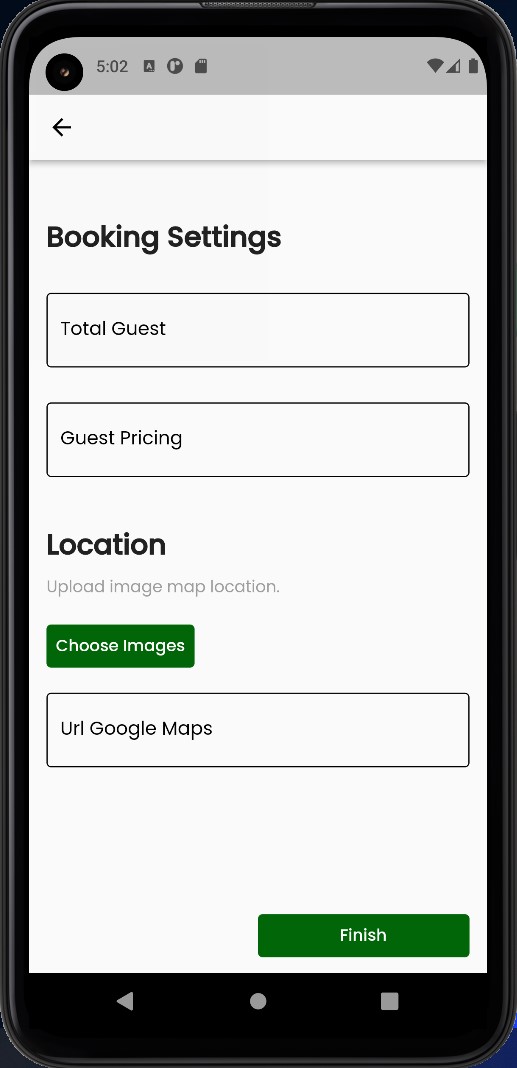 5:02
Booking Settings
Total Guest
Guest Pricing
Location
Upload image map location.
Choose Images
Url Google Maps
Finish